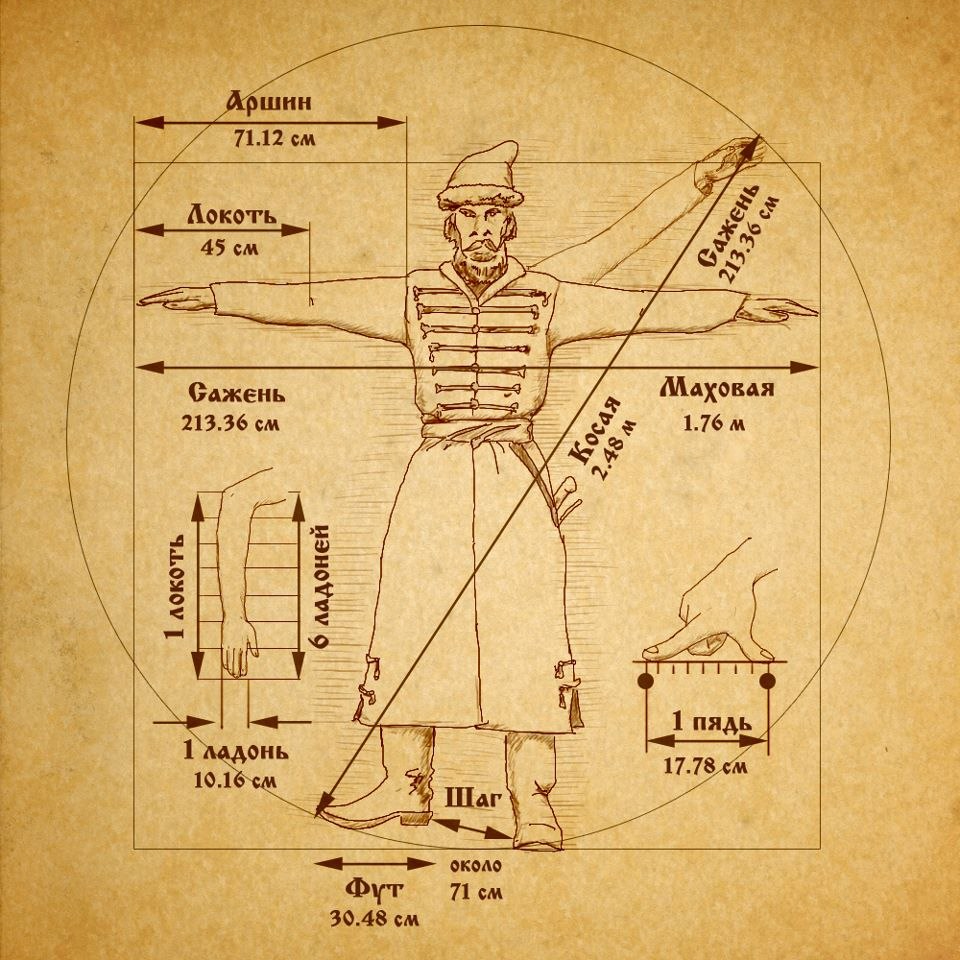 Аршин
71.12 см
Локоть
45 см
Сажень
213.36 см
Сажень
213.36 см
Маховая
1.76 м
Косая
2.48 м
1 локоть
6 ладоней
1 ладонь
10.16 см
1 пядь
17.78 см
Шаг
около
71 см
Фут
30.48 см